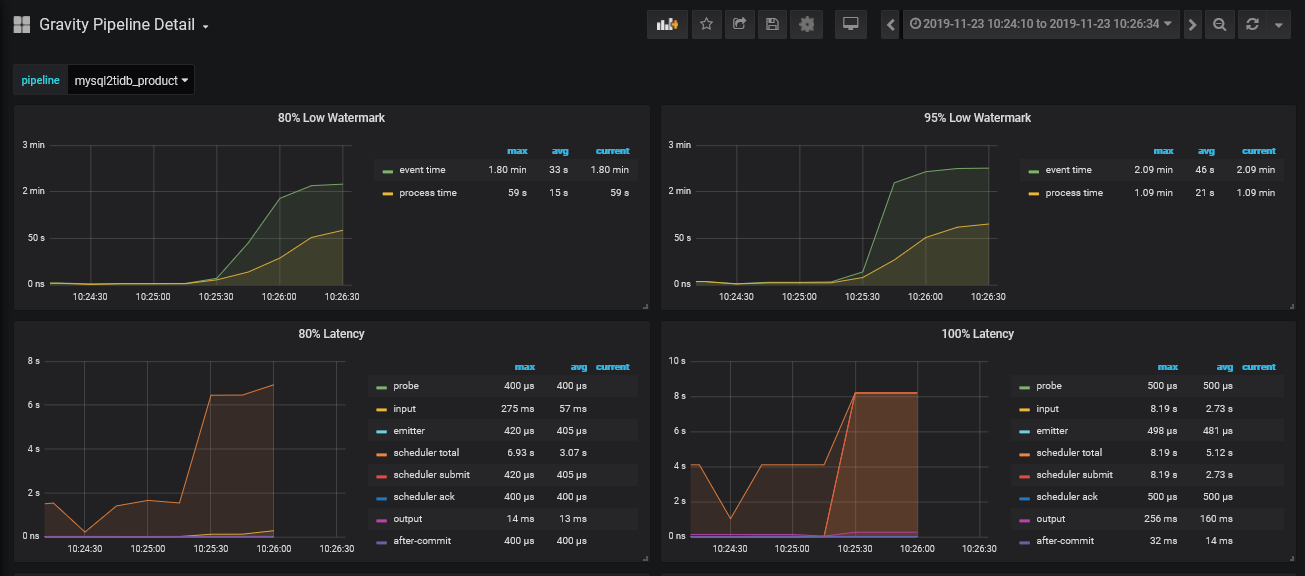 Gravity Pipeline Detail
2019-11-23 10:24:10 to 2019-11-23 10:26:34
pipeline mysql2tidb_product
80% Low Watermark
3 min
2 min
50 s
0 ns
10:24:30 10:25:00 10:25:30 10:26:00 10:26:30
max avg current
event time 1.80 min 33 s 1.80 min
process time 59 s 15 s 59 s
95% Low Watermark
3 min
2 min
50 s
0 ns
10:24:30 10:25:00 10:25:30 10:26:00 10:26:30
max avg current
event time 2.09 min 46 s 2.09 min
process time 1.09 min 21 s 1.09 min
80% Latency
8 s
6 s
4 s
2 s
0 ns
10:24:30 10:25:00 10:25:30 10:26:00 10:26:30
max avg current
probe 400 µs 400 µs
input 275 ms 57 ms
emitter 420 µs 405 µs
scheduler total 6.93 s 3.07 s
scheduler submit 420 µs 405 µs
scheduler ack 400 µs 400 µs
output 14 ms 13 ms
after-commit 400 µs 400 µs
100% Latency
10 s
8 s
6 s
4 s
2 s
0 ns
10:24:30 10:25:00 10:25:30 10:26:00 10:26:30
max avg current
probe 500 µs 500 µs
input 8.19 s 2.73 s
emitter 498 µs 481 µs
scheduler total 8.19 s 5.12 s
scheduler submit 8.19 s 2.73 s
scheduler ack 500 µs 500 µs
output 256 ms 160 ms
after-commit 32 ms 14 ms